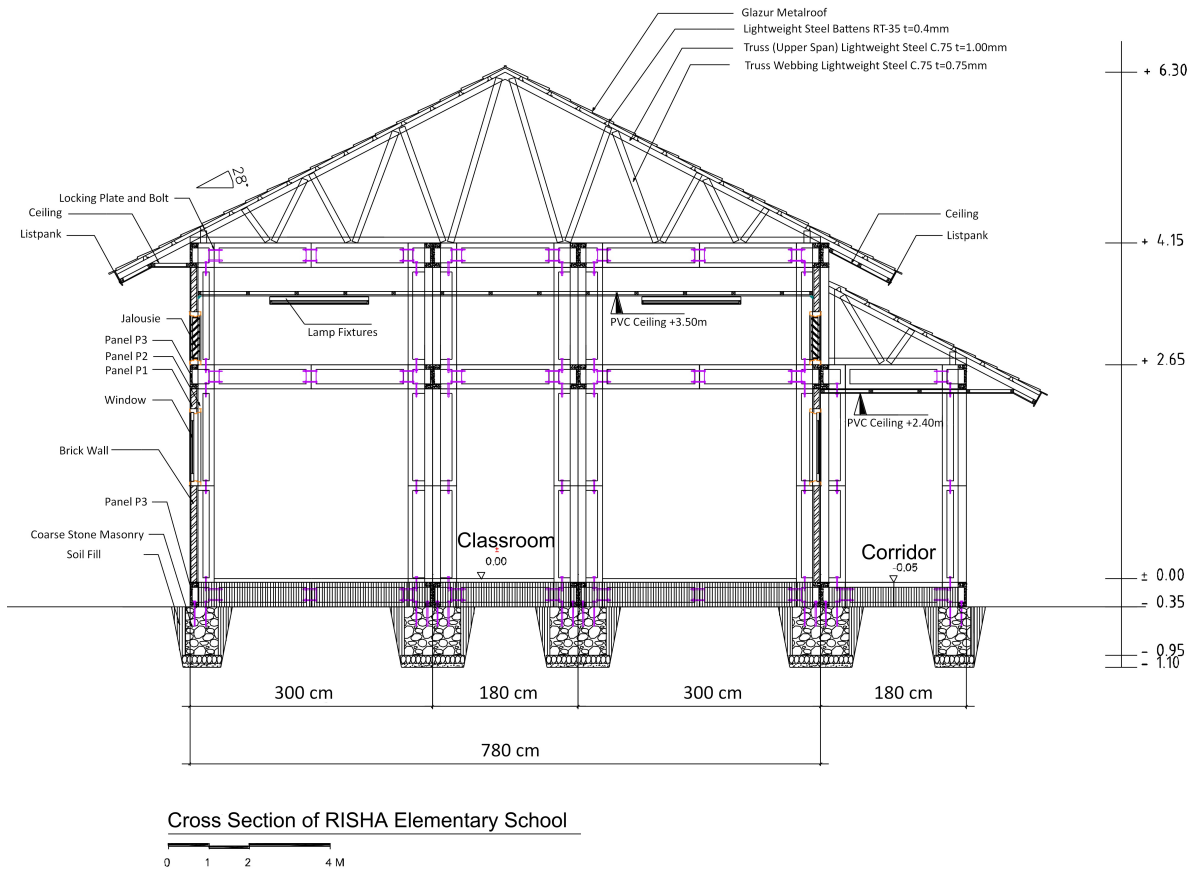 Glazur Metalroof
Lightweight Steel Battens RT-35 t=0.4mm
Truss (Upper Span) Lightweight Steel C.75 t=1.00mm
Truss Webbing Lightweight Steel C.75 t=0.75mm
+ 6.30
28°
Locking Plate and Bolt
Ceiling
Listpank
Ceiling
Listpank
+ 4.15
Lamp Fixtures
PVC Ceiling +3.50m
Jalousie
Panel P3
Panel P2
Panel P1
+ 2.65
Window
PVC Ceiling +2.40m
Brick Wall
Panel P3
Coarse Stone Masonry
Soil Fill
Classroom
±
0.00
Corridor
-0.05
± 0.00
- 0.35
- 0.95
- 1.10
300 cm
180 cm
300 cm
180 cm
780 cm
Cross Section of RISHA Elementary School
0 1 2 4 M